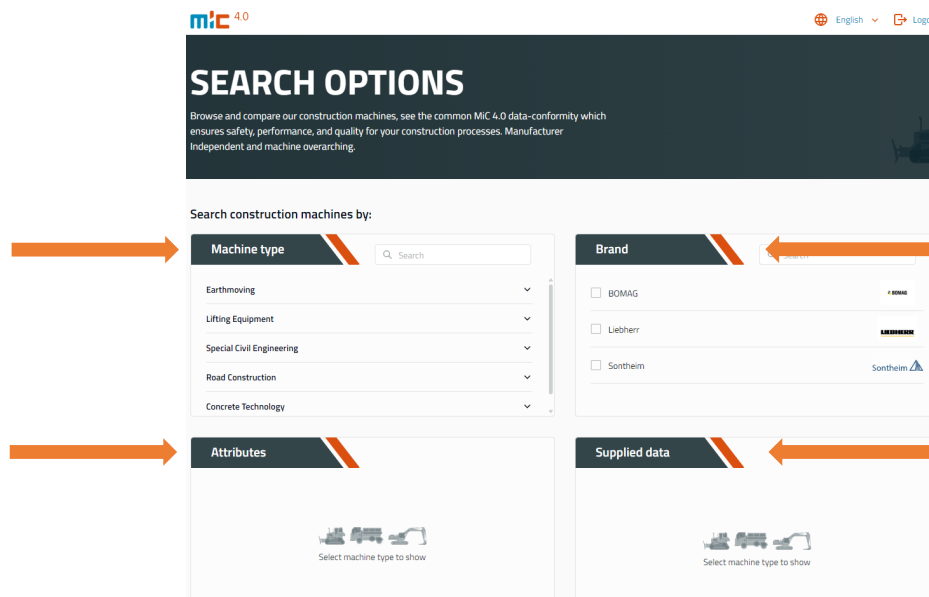 mic 4.0
English
Logo
SEARCH OPTIONS
Browse and compare our construction machines, see the common MiC 4.0 data-conformity which
ensures safety, performance, and quality for your construction processes. Manufacturer
Independent and machine overarching.
Search construction machines by:
Machine type
Search
Earthmoving
Lifting Equipment
Special Civil Engineering
Road Construction
Concrete Technology
Brand
Search
BOMAG
BOMAG
Liebherr
LIEBHERR
Sontheim
Sontheim
Attributes
Select machine type to show
Supplied data
Select machine type to show